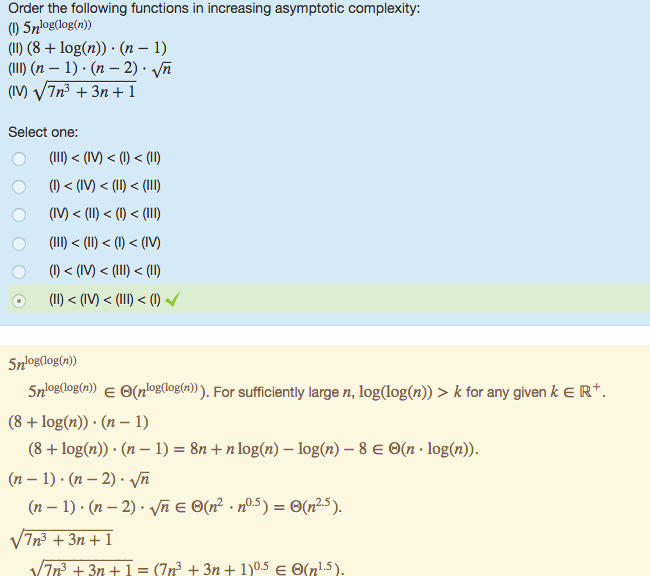 Order the following functions in increasing asymptotic complexity:
(I) 5n^log(log(n))
(II) (8 + log(n)) · (n − 1)
(III) (n − 1) · (n − 2) · √n
(IV) √(7n³ + 3n + 1)
Select one:
(III) < (IV) < (I) < (II)
(I) < (IV) < (II) < (III)
(IV) < (II) < (I) < (III)
(III) < (II) < (I) < (IV)
(I) < (IV) < (III) < (II)
(II) < (IV) < (III) < (I)
5n^log(log(n))
5n^log(log(n)) ∈ Θ(n^log(log(n))). For sufficiently large n, log(log(n)) > k for any given k ∈ ℝ⁺.
(8 + log(n)) · (n − 1)
(8 + log(n)) · (n − 1) = 8n + n log(n) − log(n) − 8 ∈ Θ(n · log(n)).
(n − 1) · (n − 2) · √n
(n − 1) · (n − 2) · √n ∈ Θ(n² · n^0.5) = Θ(n^2.5).
√(7n³ + 3n + 1)
√(7n³ + 3n + 1) = (7n³ + 3n + 1)^0.5 ∈ Θ(n^1.5).